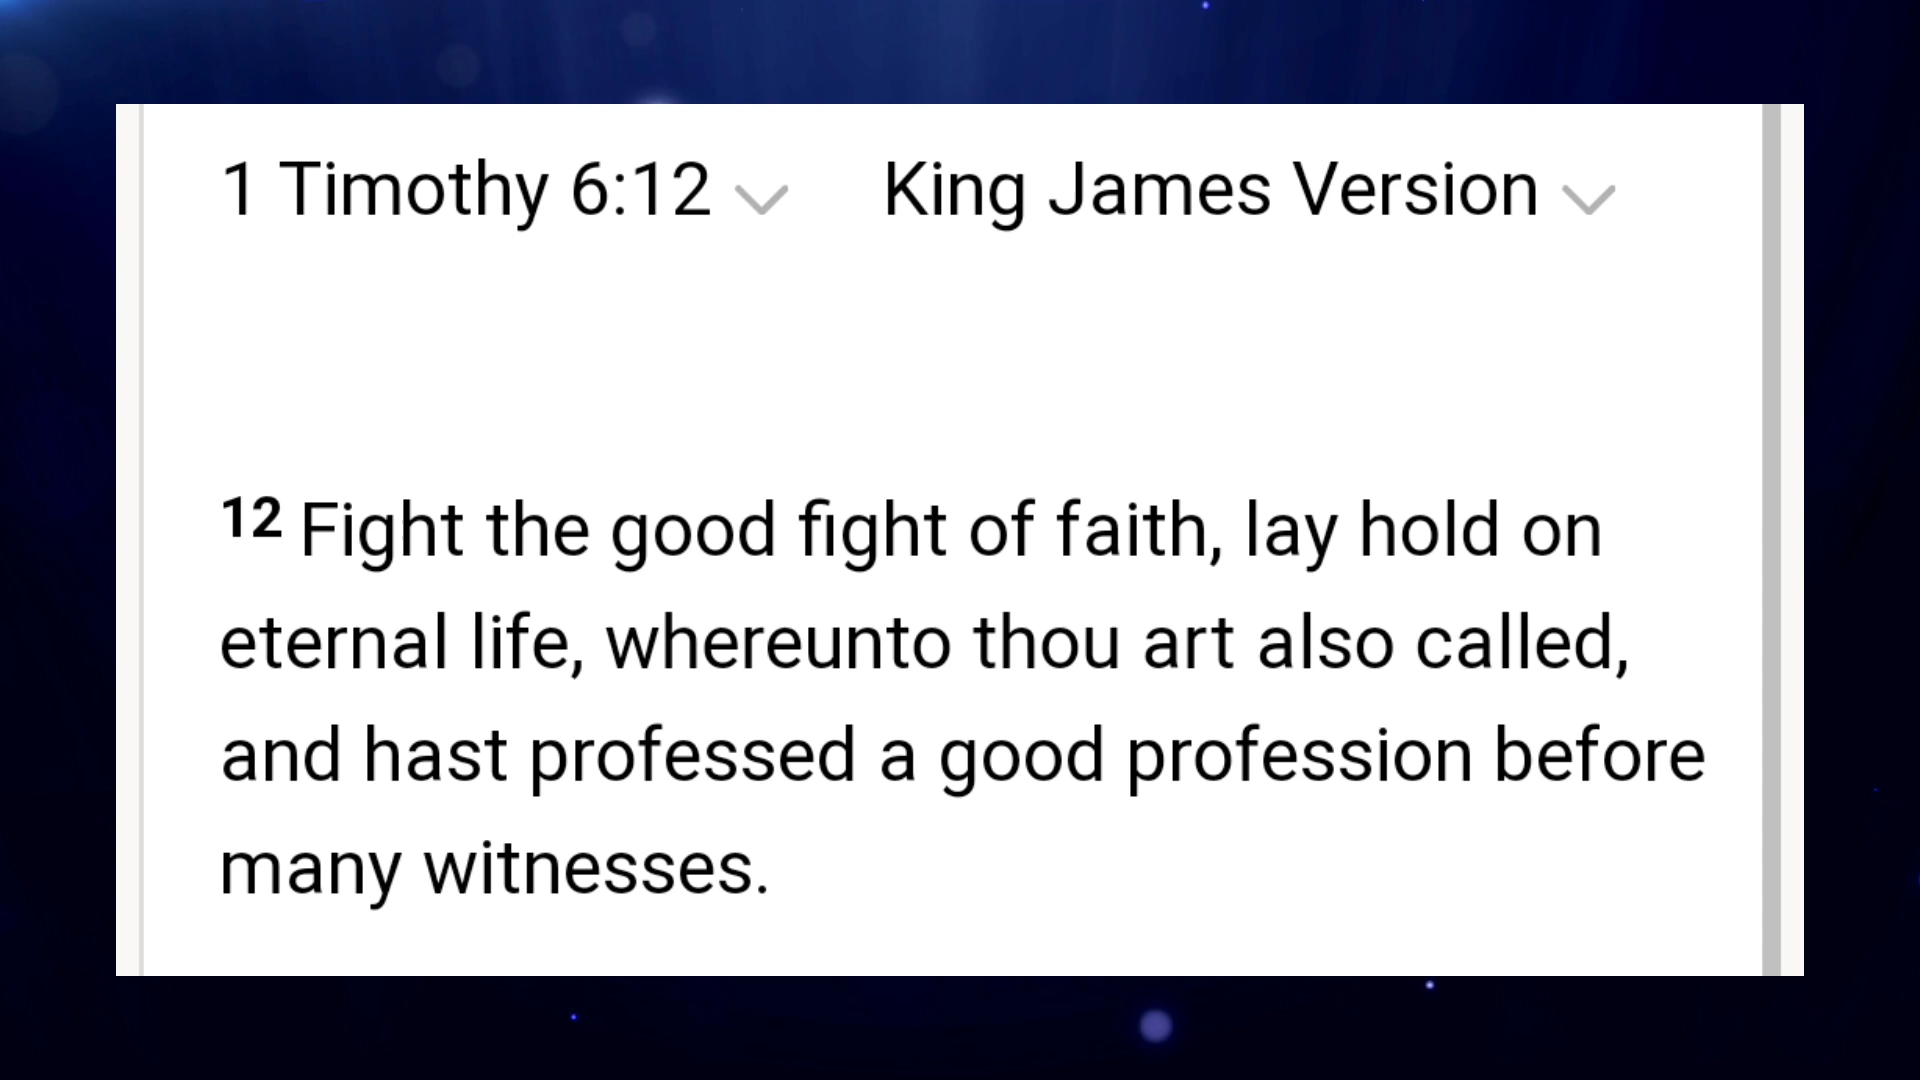 1 Timothy 6:12 King James Version
12 Fight the good fight of faith, lay hold on
eternal life, whereunto thou art also called,
and hast professed a good profession before
many witnesses.